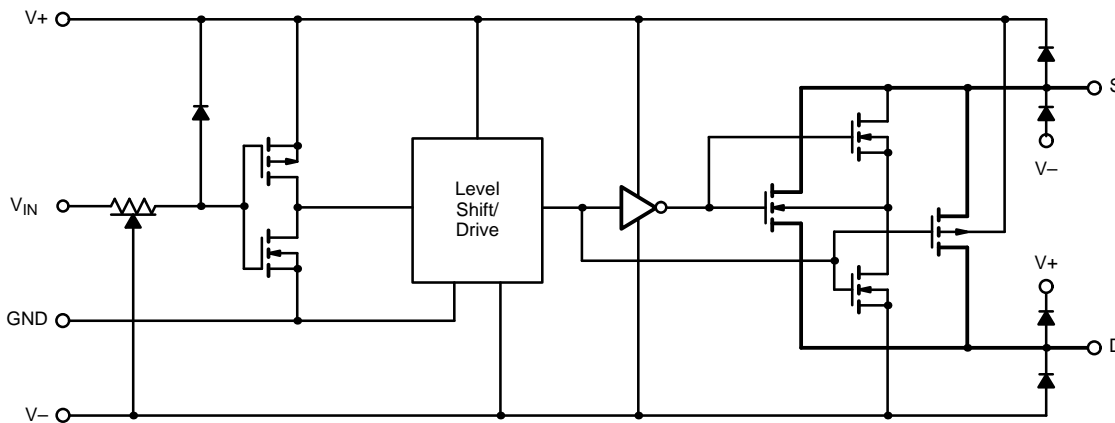 V+
S
Level
Shift/
Drive
V–
VIN
V+
GND
D
V–